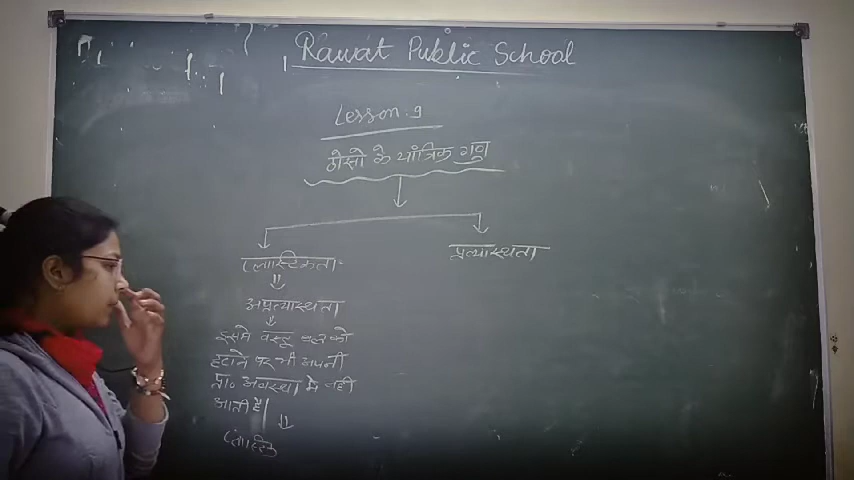 Rawat Public School
Lesson. 9
ठोसो के यांत्रिक गुण
प्लास्टिकता
प्रत्यास्थता
अप्रत्यास्थता
इसमे वस्तु बल को
हटाने पर भी अपनी
प्रा० अवस्था मे नही
आती है|